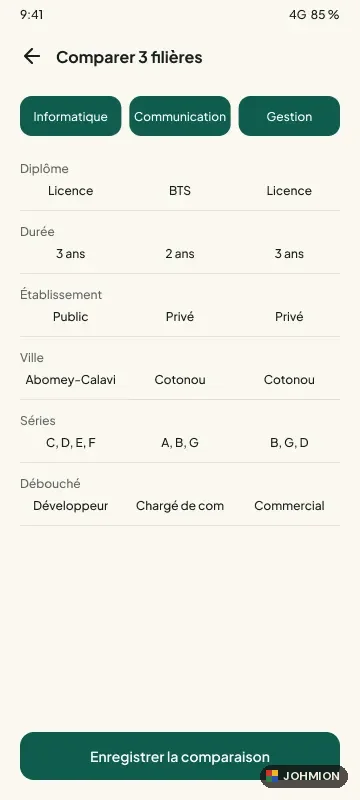 9:41 4G 85 %
Comparer 3 filières
Informatique Communication Gestion
Diplôme
Licence BTS Licence
Durée
3 ans 2 ans 3 ans
Établissement
Public Privé Privé
Ville
Abomey-Calavi Cotonou Cotonou
Séries
C, D, E, F A, B, G B, G, D
Débouché
Développeur Chargé de com Commercial
Enregistrer la comparaison
JOHMION